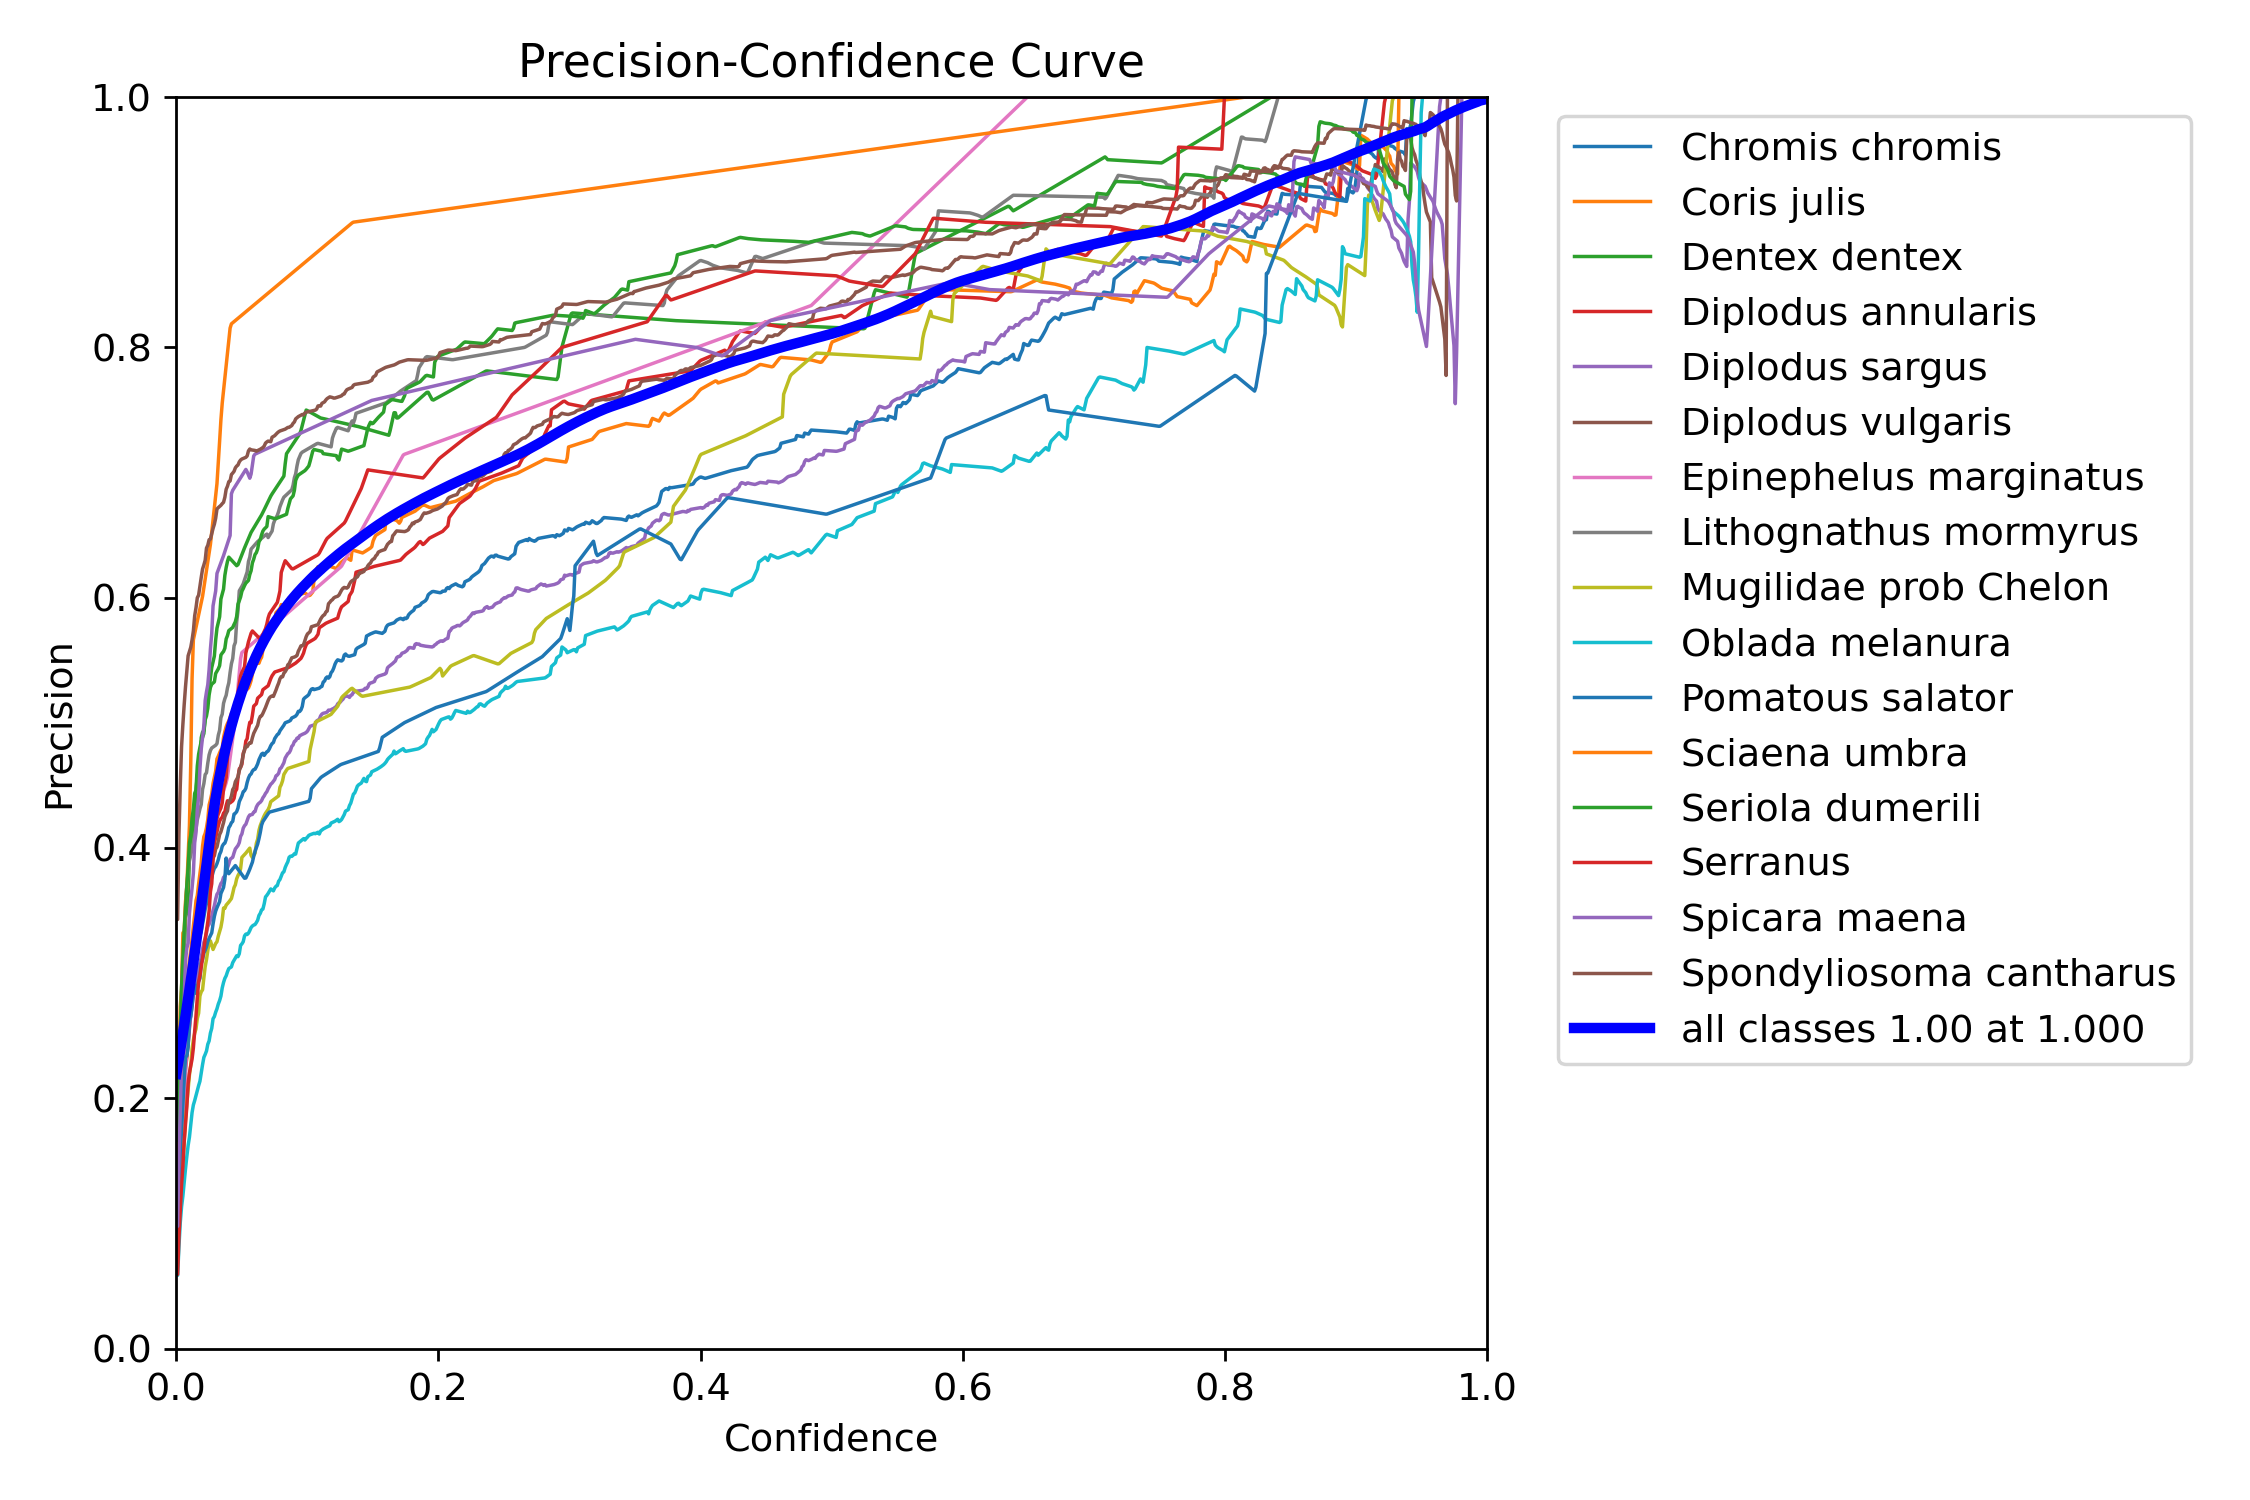 Precision-Confidence Curve
1.0
0.8
0.6
0.4
0.2
0.0
Precision
0.0 0.2 0.4 0.6 0.8 1.0
Confidence
Chromis chromis
Coris julis
Dentex dentex
Diplodus annularis
Diplodus sargus
Diplodus vulgaris
Epinephelus marginatus
Lithognathus mormyrus
Mugilidae prob Chelon
Oblada melanura
Pomatous salator
Sciaena umbra
Seriola dumerili
Serranus
Spicara maena
Spondyliosoma cantharus
all classes 1.00 at 1.000